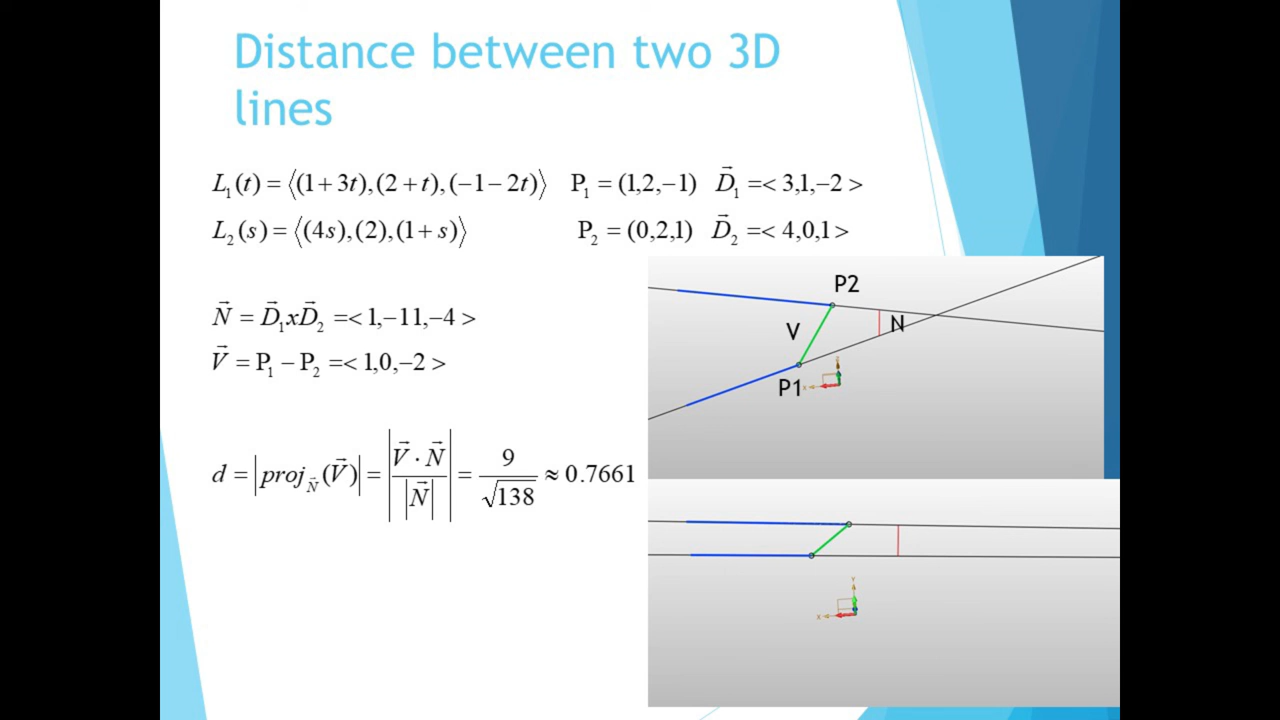 Distance between two 3D
lines
L₁(t) = ⟨(1+3t),(2+t),(−1−2t)⟩ P₁ = (1,2,−1) D⃗₁ =< 3,1,−2 >
L₂(s) = ⟨(4s),(2),(1+s)⟩ P₂ = (0,2,1) D⃗₂ =< 4,0,1 >
N⃗ = D⃗₁xD⃗₂ =< 1,−11,−4 >
V⃗ = P₁ − P₂ =< 1,0,−2 >
d = |proj_N⃗(V⃗)| = |V⃗ · N⃗ / |N⃗|| = 9/√138 ≈ 0.7661
P2
V
N
P1
X
Z
Y
X